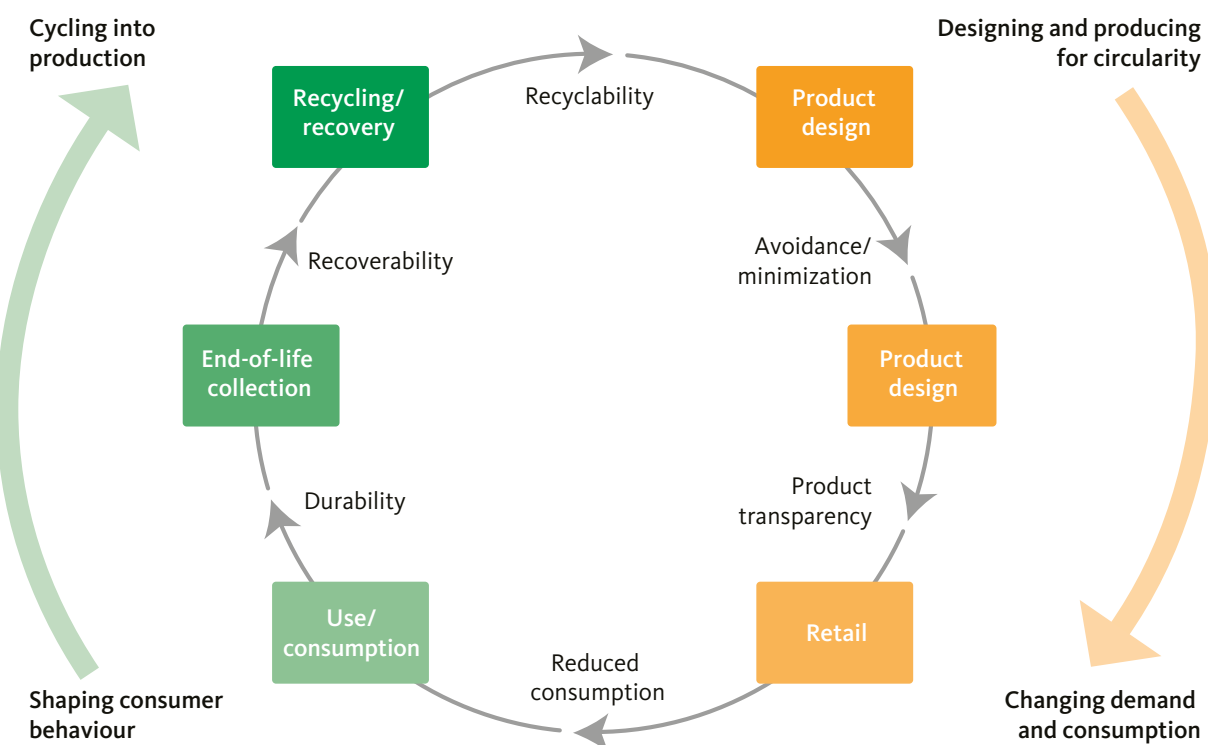 Cycling into
production
Designing and producing
for circularity
Recycling/
recovery
Recyclability
Product
design
Avoidance/
minimization
Recoverability
End-of-life
collection
Product
design
Durability
Product
transparency
Use/
consumption
Retail
Reduced
consumption
Shaping consumer
behaviour
Changing demand
and consumption